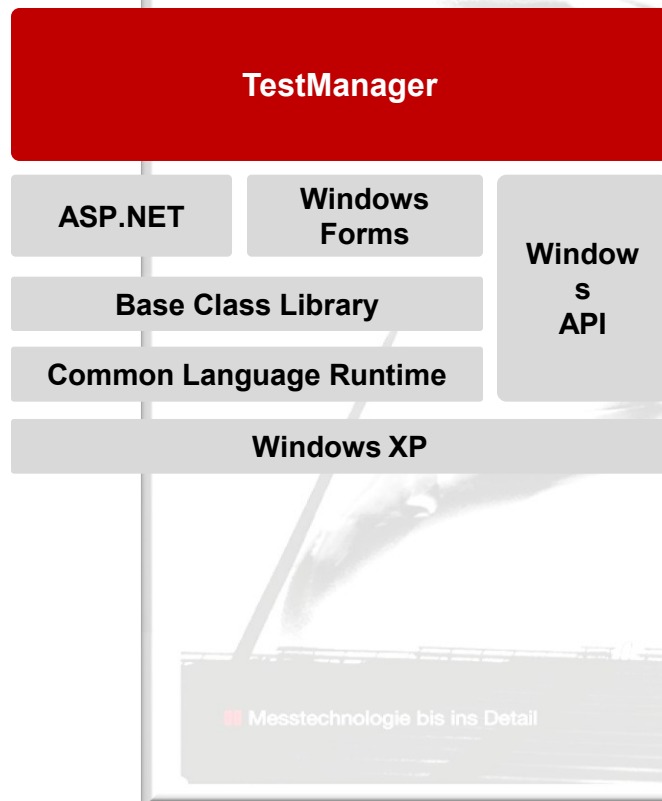 TestManager
ASP.NET
Windows
Forms
Window
s
API
Base Class Library
Common Language Runtime
Windows XP
Messtechnologie bis ins Detail